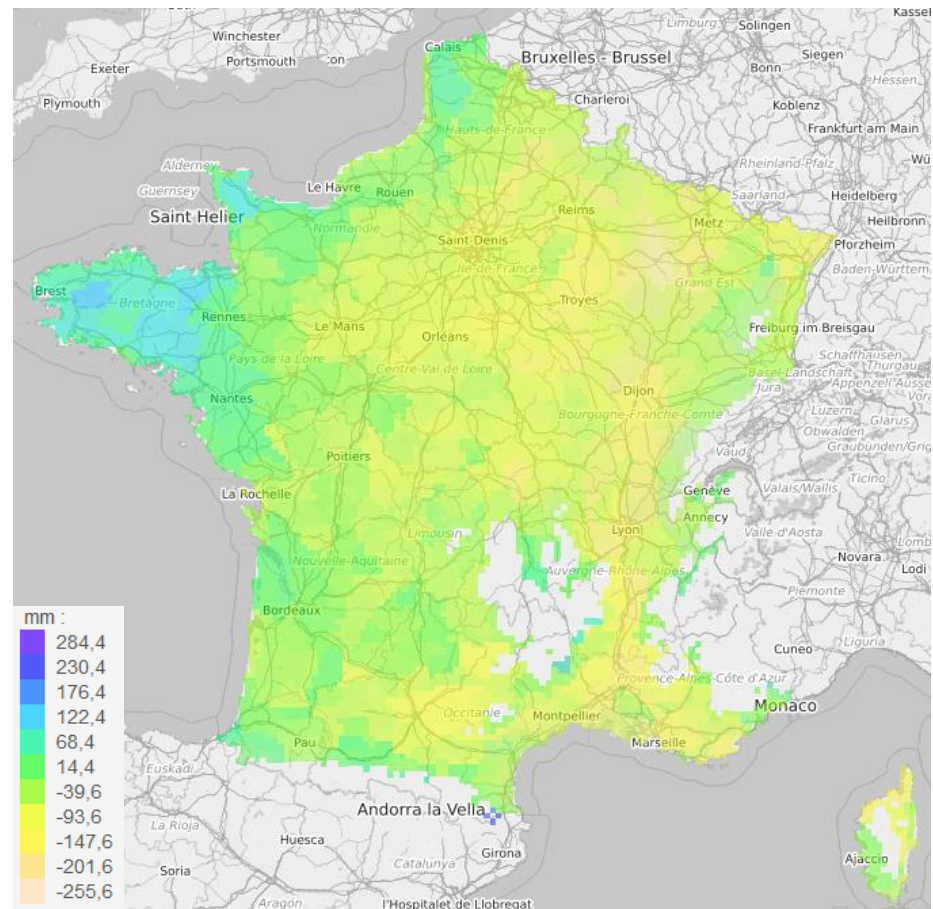 Winchester
Solingen
Kassel
Limburg
Calais
Exeter
Portsmouth
Bruxelles - Brussel
Siegen
Bonn
Hessen
Plymouth
Charleroi
Koblenz
Hauts-de-France
Frankfurt am Main
Alderney
Rheinland-Pfalz
Guernsey
Le Havre
Rouen
Saarland
Heidelberg
Saint Helier
Reims
Metz
Heilbronn
Normandie
Saint-Denis
Pforzheim
Île-de-France
Brest
Bretagne
Grand Est
Rennes
Troyes
Le Mans
Orléans
Freiburg im Breisgau
Pays de la Loire
Centre-Val de Loire
Schaffhausen
Thurgau
Basel-Landschaft
Nantes
Dijon
Jura
Bourgogne-Franche-Comté
Luzern
Glarus
Obwalden
Poitiers
Vaud
La Rochelle
Genève
Valais/Wallis
Ticino
Annecy
Limousin
Lyon
Valle d'Aosta
Nouvelle-Aquitaine
Auvergne-Rhône-Alpes
Novara
Lodi
Bordeaux
Piemonte
mm :
284,4
230,4
176,4
122,4
68,4
14,4
-39,6
-93,6
-147,6
-201,6
-255,6
Liguria
Cuneo
Provence-Alpes-Côte d'Azur
Occitanie
Montpellier
Monaco
Pau
Marseille
Euskadi
Andorra la Vella
La Rioja
Huesca
Girona
Ajaccio
Soria
Catalunya
Aragón
l'Hospitalet de Llobregat